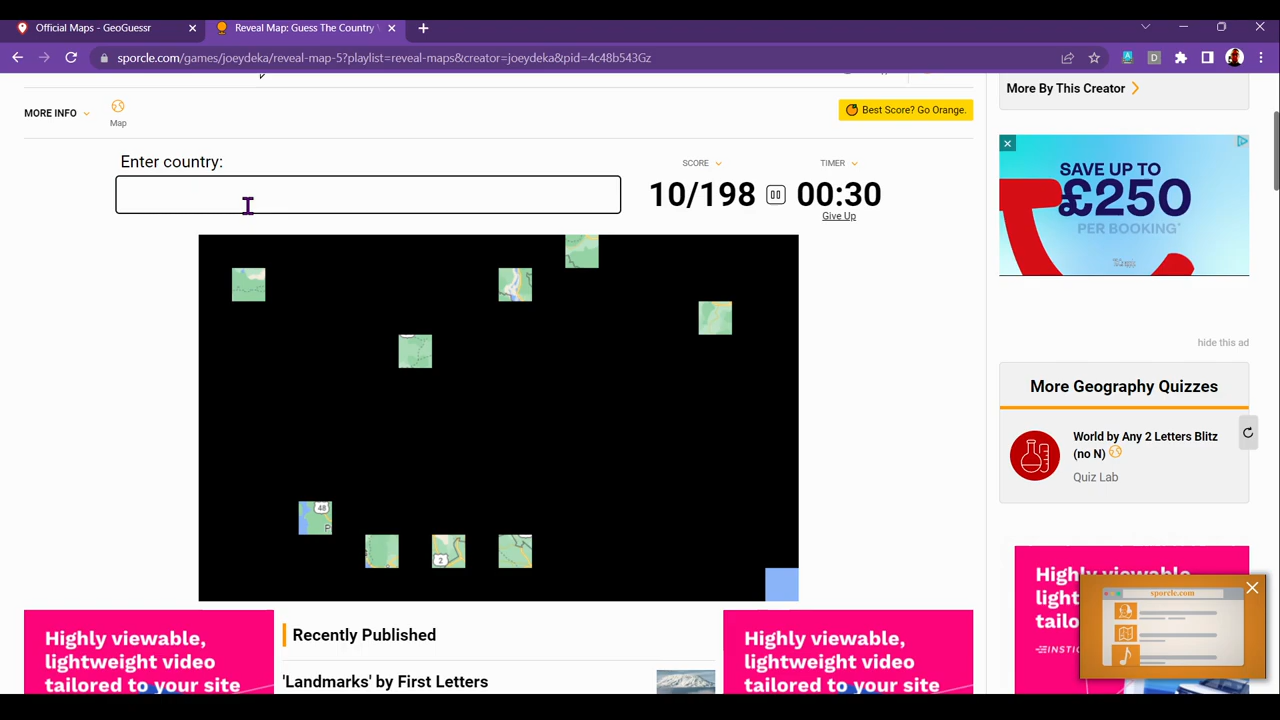 Official Maps - GeoGuessr
Reveal Map: Guess The Country
sporcle.com/games/joeydeka/reveal-map-5?playlist=reveal-maps&creator=joeydeka&pid=4c48b543Gz
MORE INFO
Map
Best Score? Go Orange.
More By This Creator
Enter country:
SCORE
TIMER
10/198
00:30
Give Up
SAVE UP TO
£250
PER BOOKING*
hide this ad
More Geography Quizzes
World by Any 2 Letters Blitz
(no N)
Quiz Lab
48
P
2
Highly viewable,
lightweight video
tailored to your site
Recently Published
'Landmarks' by First Letters
Highly viewable,
lightweight video
tailored to your site
Highly viewable,
sporcle.com